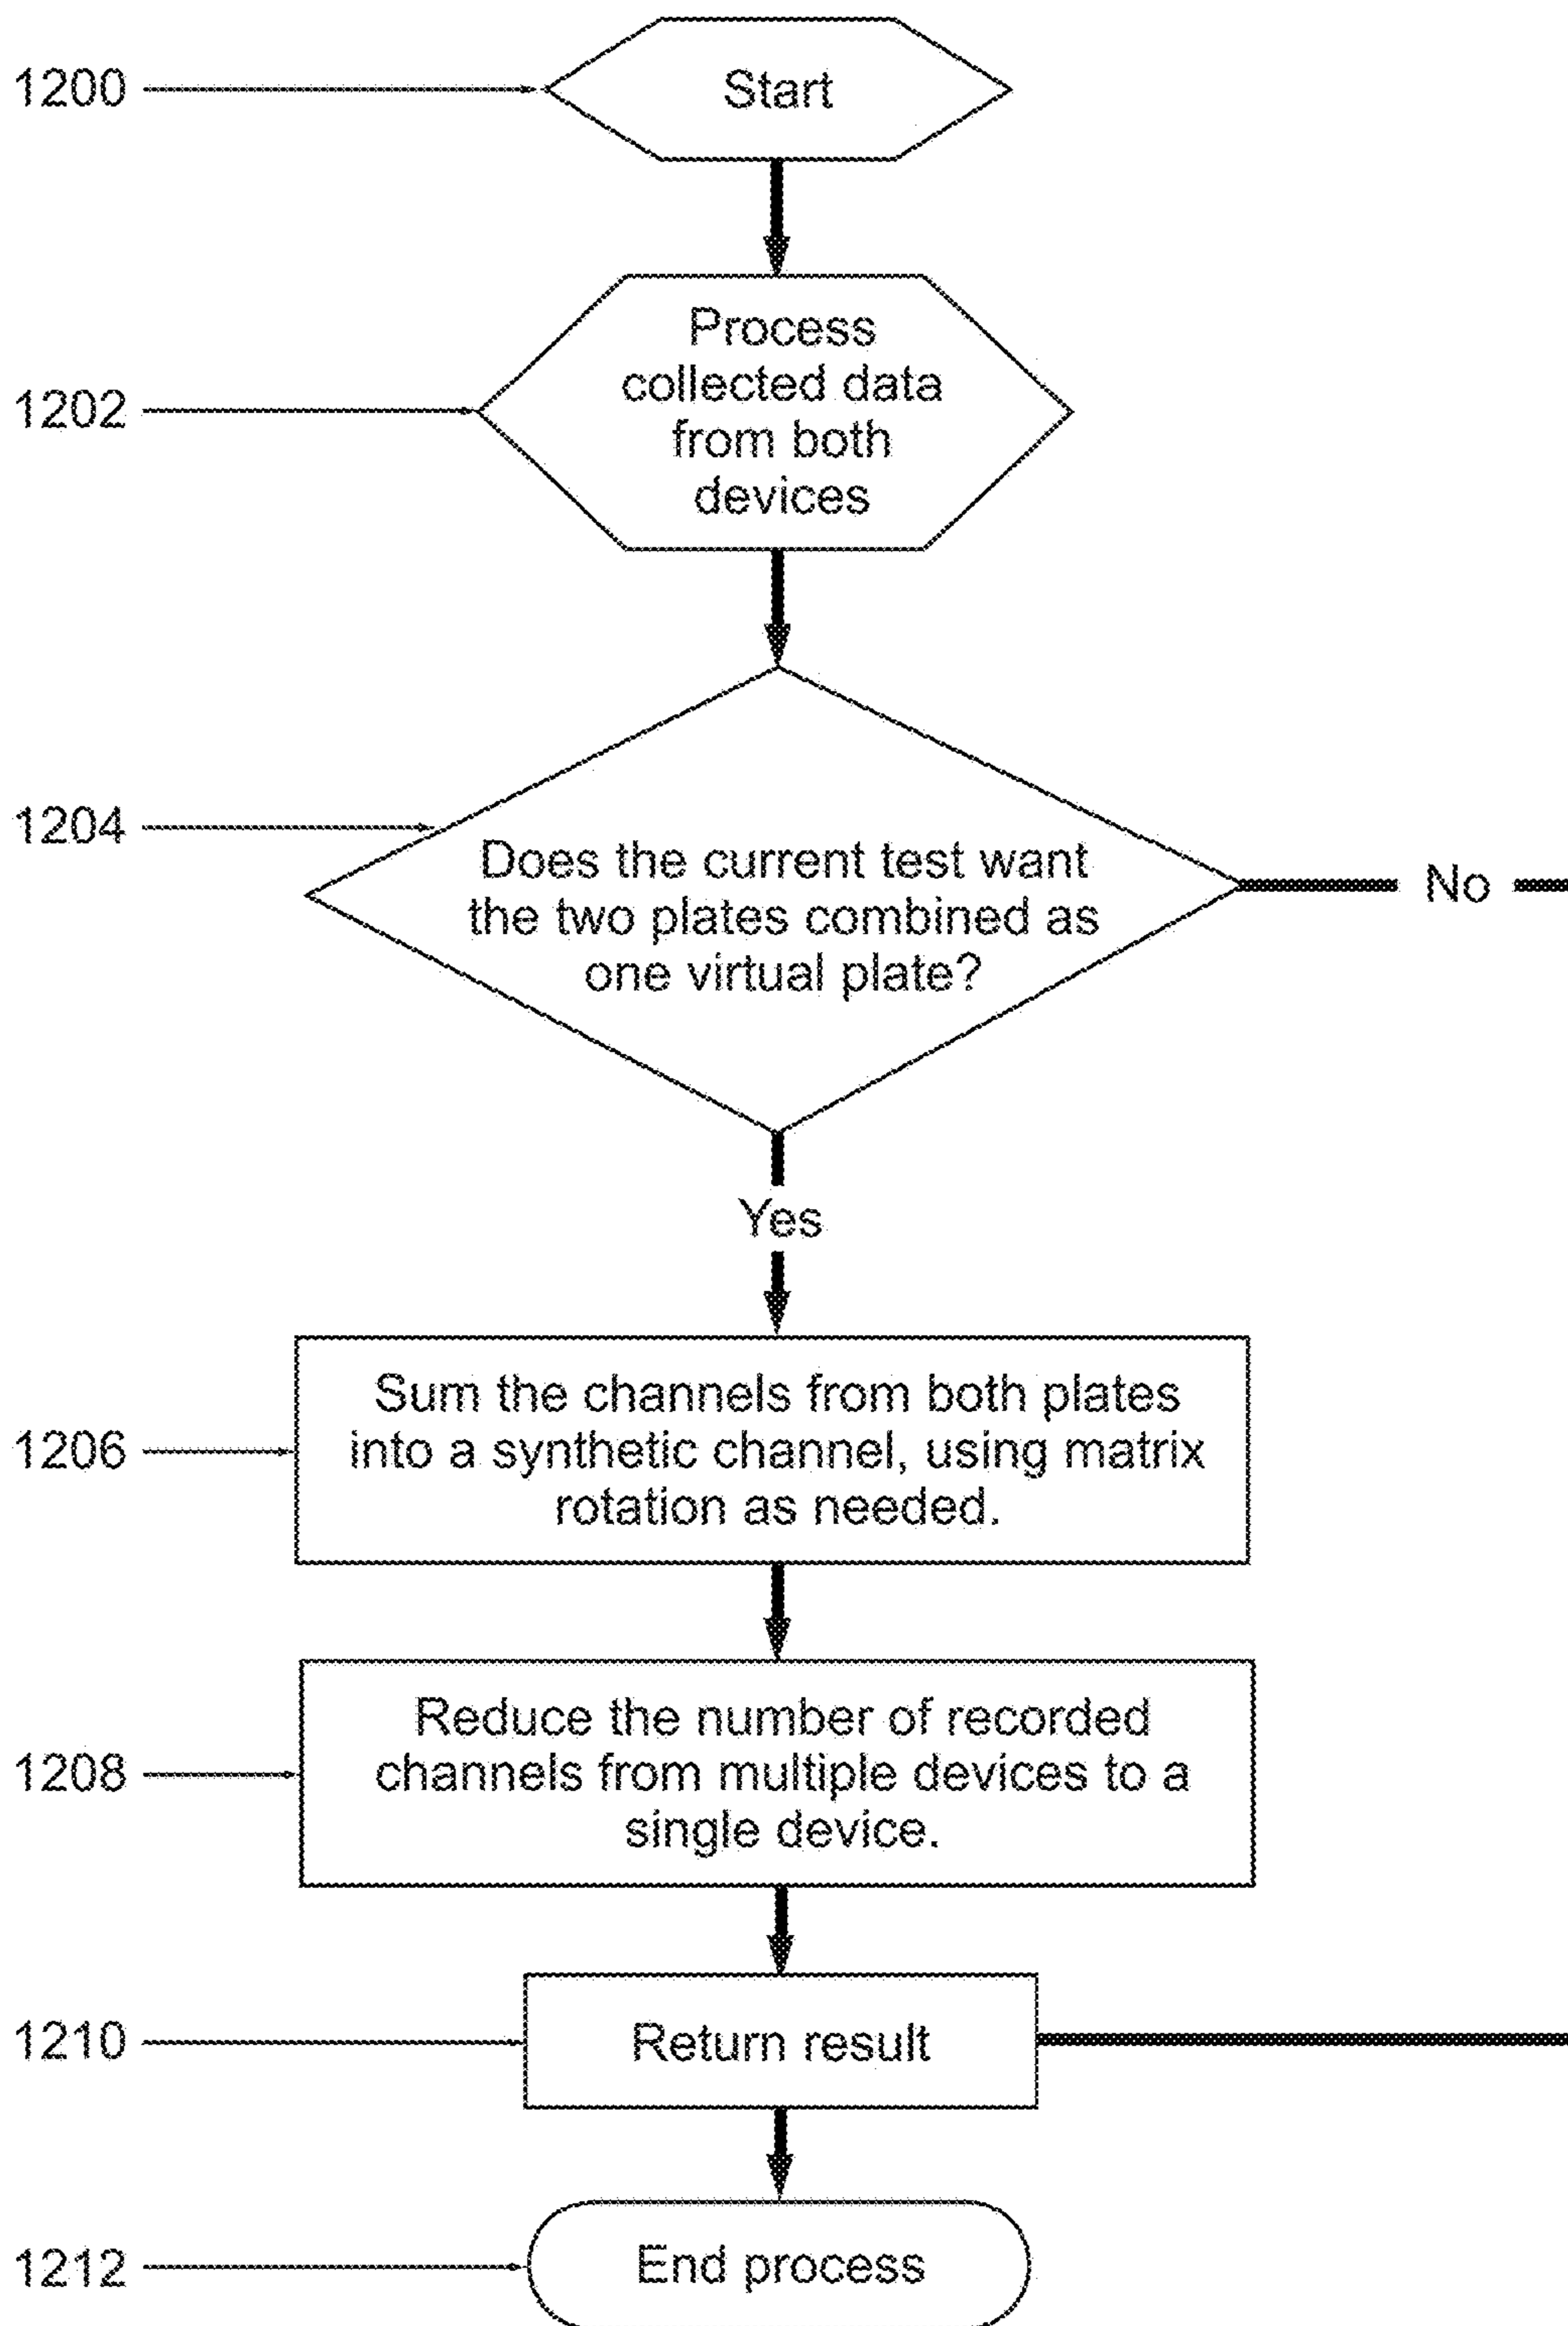 1200
Start
1202
Process
collected data
from both
devices
1204
Does the current test want
the two plates combined as
one virtual plate?
No
Yes
1206
Sum the channels from both plates
into a synthetic channel, using matrix
rotation as needed.
1208
Reduce the number of recorded
channels from multiple devices to a
single device.
1210
Return result
1212
End process